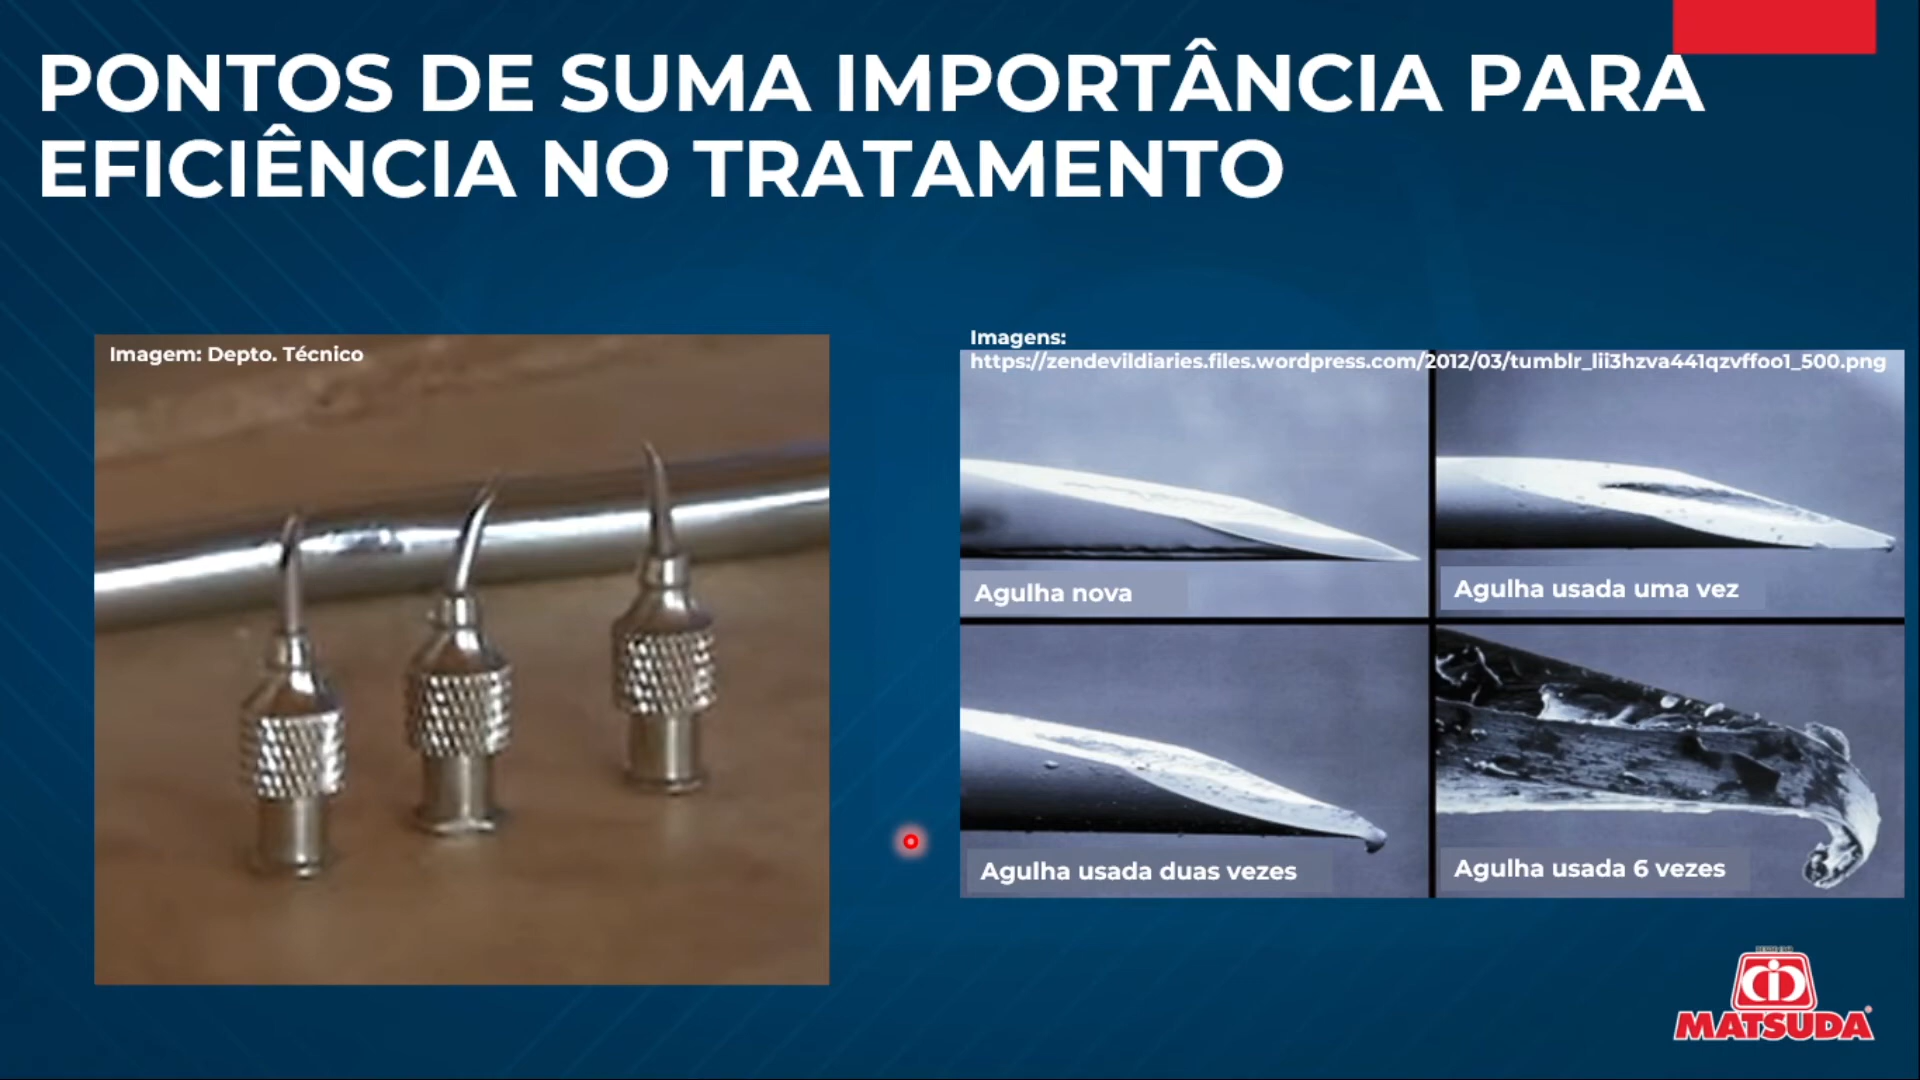 PONTOS DE SUMA IMPORTÂNCIA PARA
EFICIÊNCIA NO TRATAMENTO
Imagem: Depto. Técnico
Imagens:
https://zendevildiaries.files.wordpress.com/2012/03/tumblr_lii3hzva441qzvffoo1_500.png
Agulha nova
Agulha usada uma vez
Agulha usada duas vezes
Agulha usada 6 vezes
MATSUDA